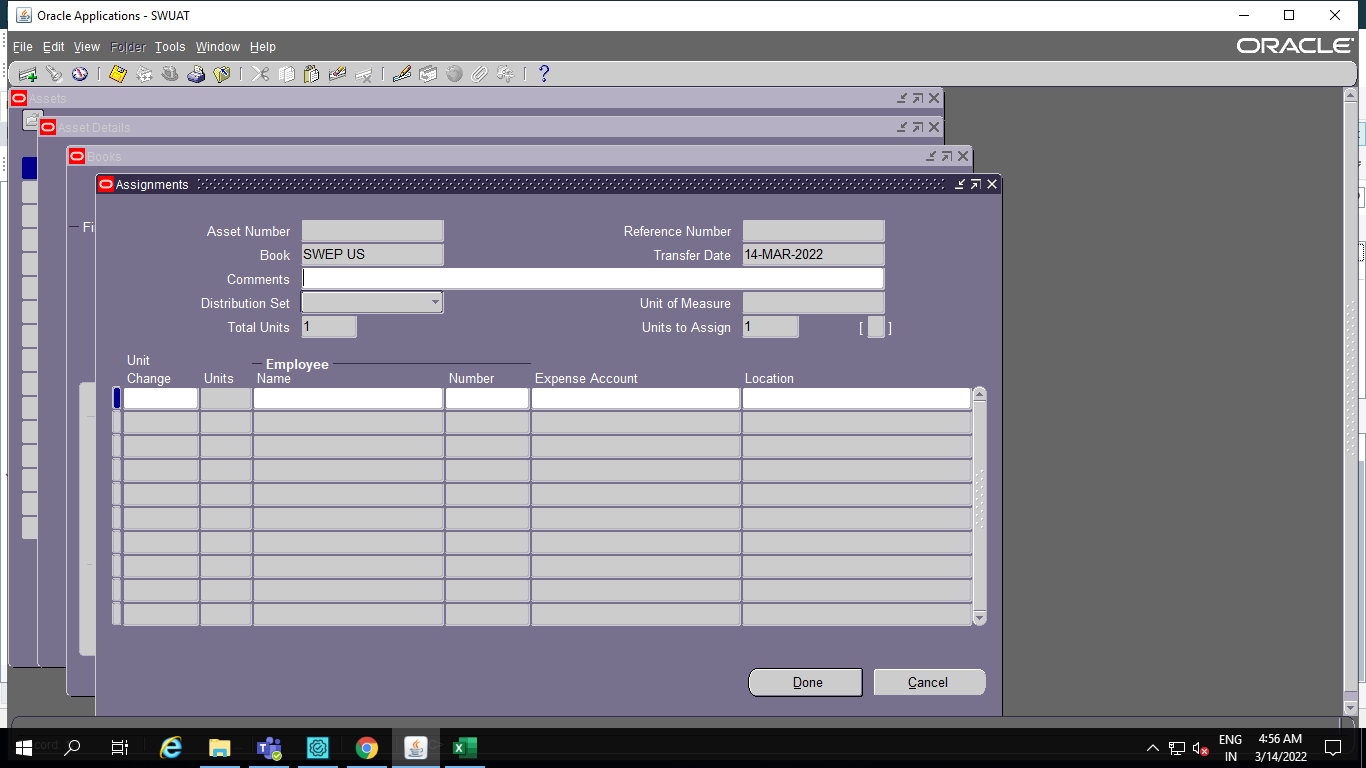 Oracle Applications - SWUAT
File Edit View Folder Tools Window Help
ORACLE
Assets
Asset Details
Books
Assignments
Fi
Asset Number
Reference Number
Book SWEP US
Transfer Date 14-MAR-2022
Comments
Distribution Set
Unit of Measure
Total Units 1
Units to Assign 1 [ ]
Unit
Change
Units
Employee
Name
Number
Expense Account
Location
Done
Cancel
ENG
IN
4:56 AM
3/14/2022